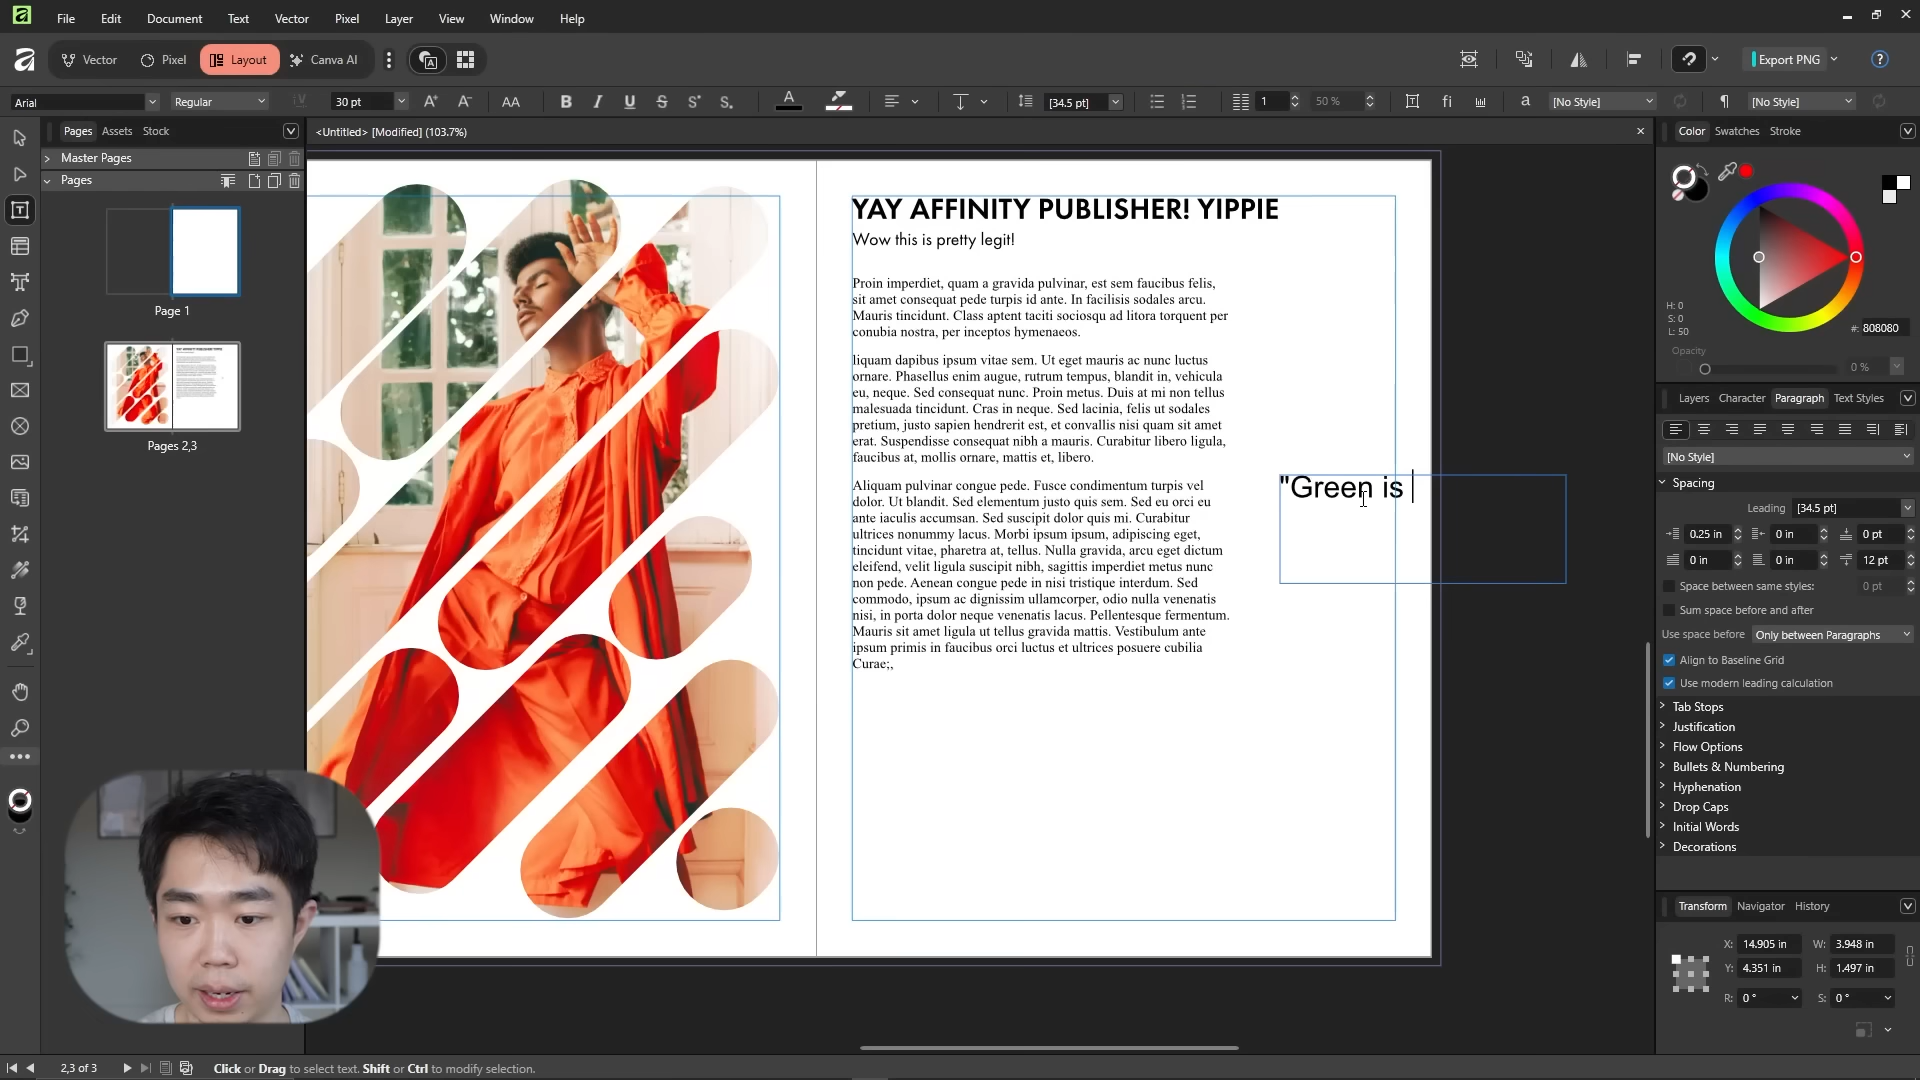 File Edit Document Text Vector Pixel Layer View Window Help
Vector Pixel Layout Canva AI Export PNG
Arial Regular 30 pt AA B I U S S S A [34.5 pt] 1 50 % fi a [No Style] [No Style]
Pages Assets Stock
<Untitled> [Modified] (103.7%)
Master Pages
Pages
Page 1
Pages 2,3
YAY AFFINITY PUBLISHER! YIPPIE
Wow this is pretty legit!
Proin imperdiet, quam a gravida pulvinar, est sem faucibus felis,
sit amet consequat pede turpis id ante. In facilisis sodales arcu.
Mauris tincidunt. Class aptent taciti sociosqu ad litora torquent per
conubia nostra, per inceptos hymenaeos.
liquam dapibus ipsum vitae sem. Ut eget mauris ac nunc luctus
ornare. Phasellus enim augue, rutrum tempus, blandit in, vehicula
eu, neque. Sed consequat nunc. Proin metus. Duis at mi non tellus
malesuada tincidunt. Cras in neque. Sed lacinia, felis ut sodales
pretium, justo sapien hendrerit est, et convallis nisi quam sit amet
erat. Suspendisse consequat nibh a mauris. Curabitur libero ligula,
faucibus at, mollis ornare, mattis et, libero.
Aliquam pulvinar congue pede. Fusce condimentum turpis vel
dolor. Ut blandit. Sed elementum justo quis sem. Sed eu orci eu
ante iaculis accumsan. Sed suscipit dolor quis mi. Curabitur
ultrices nonummy lacus. Morbi ipsum ipsum, adipiscing eget,
tincidunt vitae, pharetra at, tellus. Nulla gravida, arcu eget dictum
eleifend, velit ligula suscipit nibh, sagittis imperdiet metus nunc
non pede. Aenean congue pede in nisi tristique interdum. Sed
commodo, ipsum ac dignissim ullamcorper, odio nulla venenatis
nisi, in porta dolor neque venenatis lacus. Pellentesque fermentum.
Mauris sit amet ligula ut tellus gravida mattis. Vestibulum ante
ipsum primis in faucibus orci luctus et ultrices posuere cubilia
Curae;,
"Green is
Color Swatches Stroke
H: 0
S: 0
L: 50
#: 808080
Opacity
0 %
Layers Character Paragraph Text Styles
[No Style]
Spacing
Leading [34.5 pt]
0.25 in 0 in 0 pt
0 in 0 in 12 pt
Space between same styles: 0 pt
Sum space before and after
Use space before Only between Paragraphs
Align to Baseline Grid
Use modern leading calculation
Tab Stops
Justification
Flow Options
Bullets & Numbering
Hyphenation
Drop Caps
Initial Words
Decorations
Transform Navigator History
X: 14.905 in W: 3.948 in
Y: 4.351 in H: 1.497 in
R: 0 ° S: 0 °
2,3 of 3 Click or Drag to select text. Shift or Ctrl to modify selection.